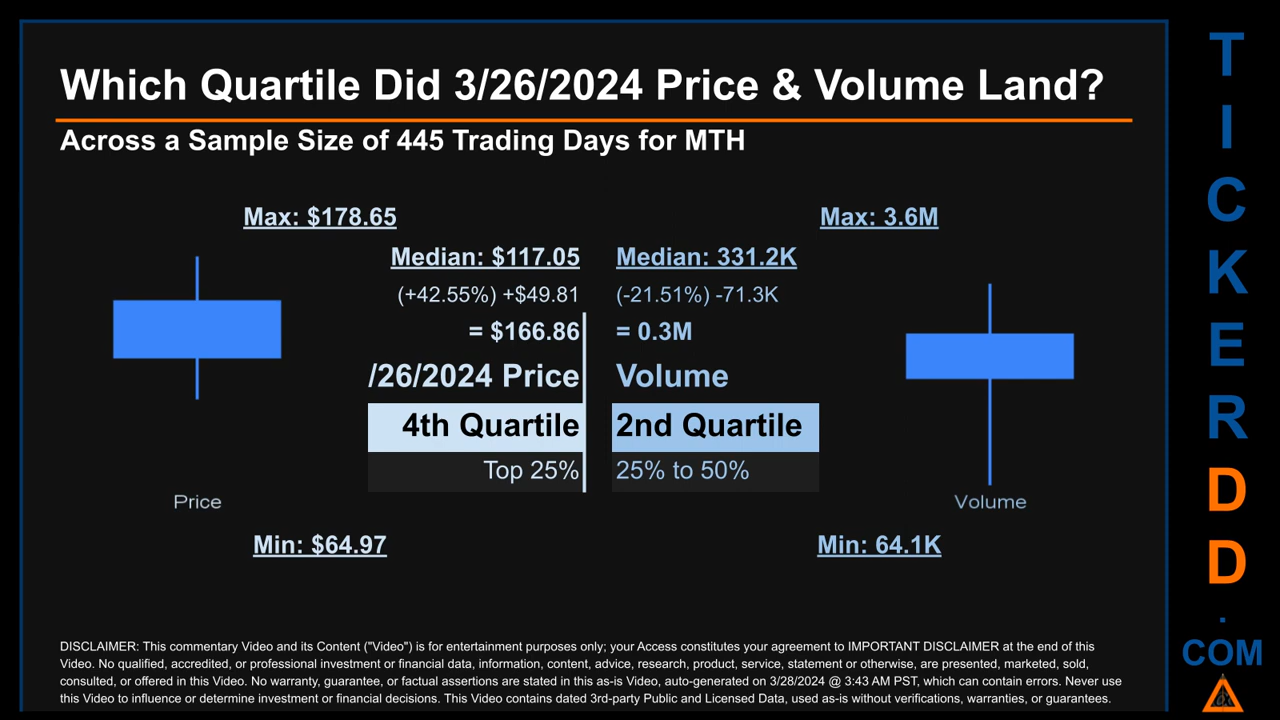 Which Quartile Did 3/26/2024 Price & Volume Land?
Across a Sample Size of 445 Trading Days for MTH
Max: $178.65
Max: 3.6M
Median: $117.05
Median: 331.2K
(+42.55%) +$49.81
(-21.51%) -71.3K
= $166.86
= 0.3M
/26/2024 Price
Volume
4th Quartile
2nd Quartile
Top 25%
25% to 50%
Price
Volume
Min: $64.97
Min: 64.1K
DISCLAIMER: This commentary Video and its Content ("Video") is for entertainment purposes only; your Access constitutes your agreement to IMPORTANT DISCLAIMER at the end of this
Video. No qualified, accredited, or professional investment or financial data, information, content, advice, research, product, service, statement or otherwise, are presented, marketed, sold,
consulted, or offered in this Video. No warranty, guarantee, or factual assertions are stated in this as-is Video, auto-generated on 3/28/2024 @ 3:43 AM PST, which can contain errors. Never use
this Video to influence or determine investment or financial decisions. This Video contains dated 3rd-party Public and Licensed Data, used as-is without verifications, warranties, or guarantees.
T
I
C
K
E
R
D
D
.
COM